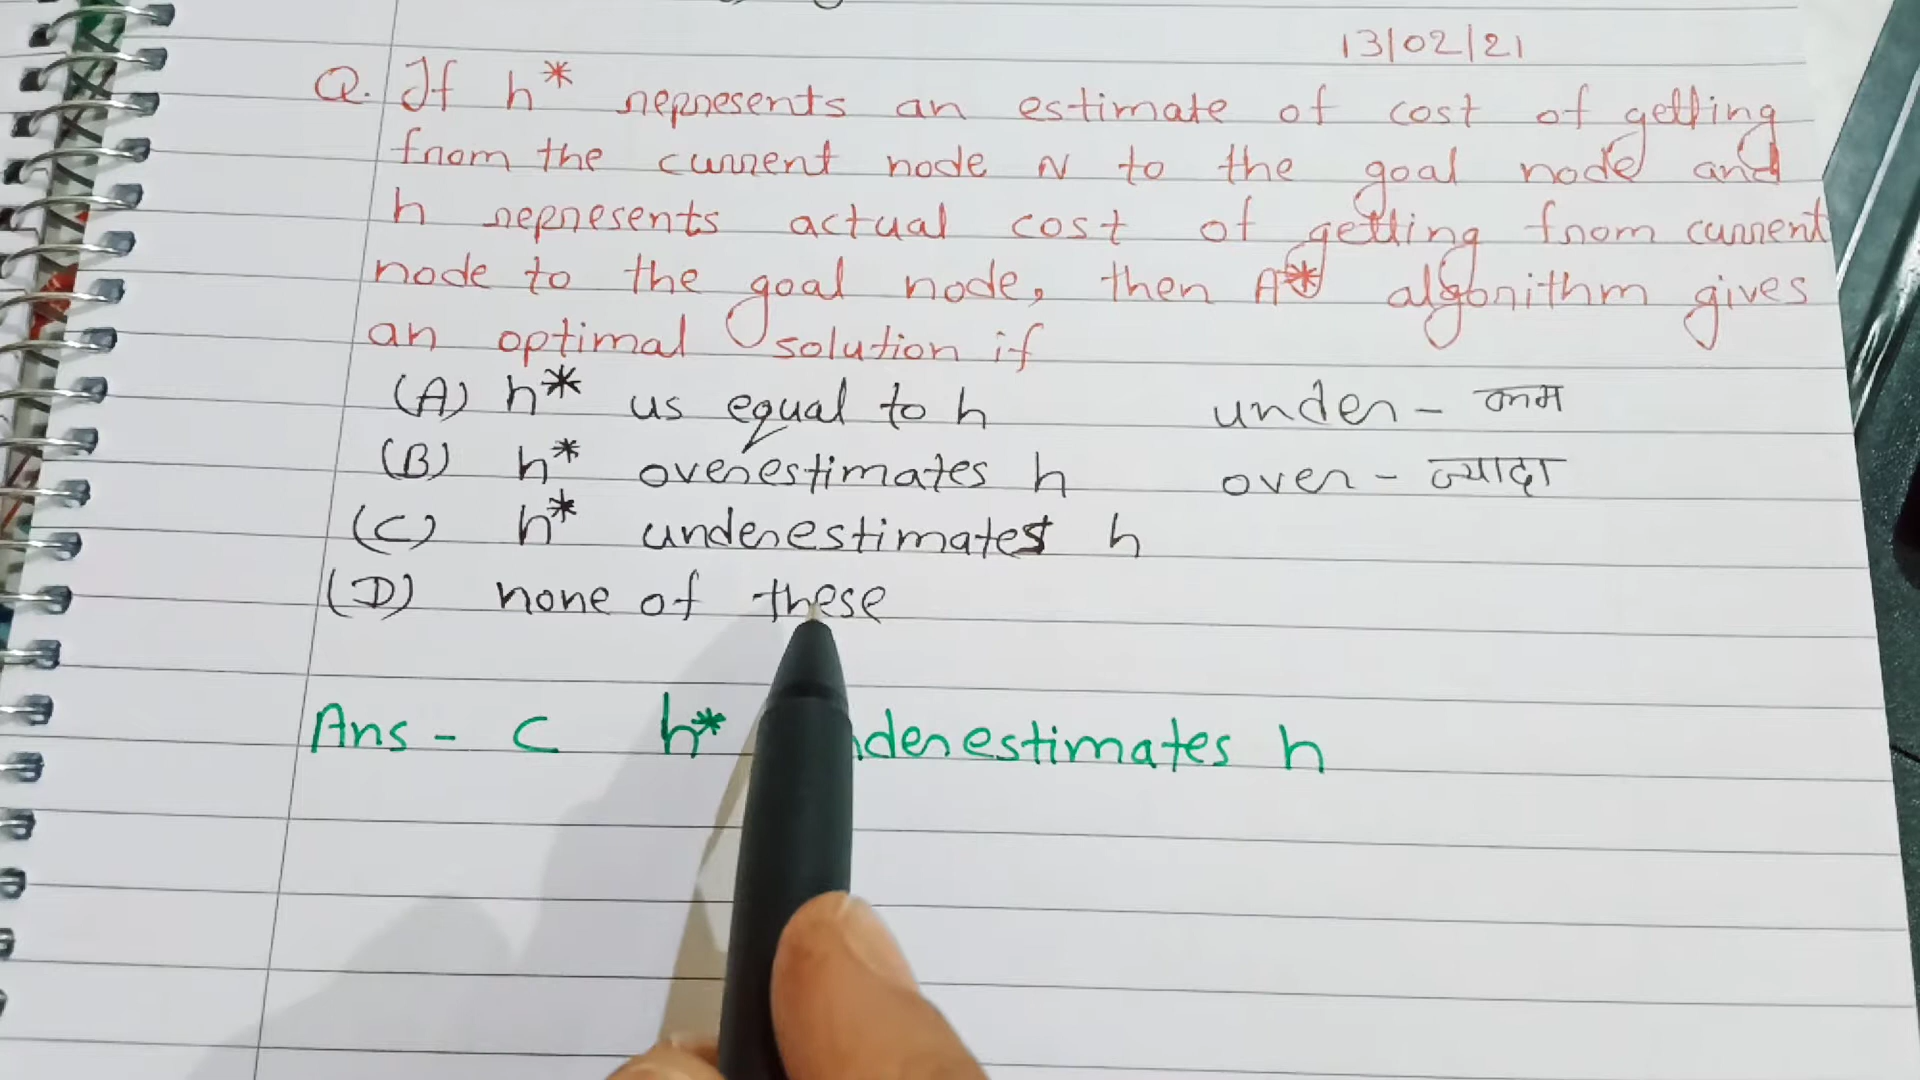 13/02/21
Q. If h* represents an estimate of cost of getting
from the current node N to the goal node and
h represents actual cost of getting from current
node to the goal node, then A* algorithm gives
an optimal solution if
(A) h* us equal to h
under - कम
(B) h* overestimates h
over - ज्यादा
(C) h* underestimates h
(D) none of these
Ans - C h* derestimates h